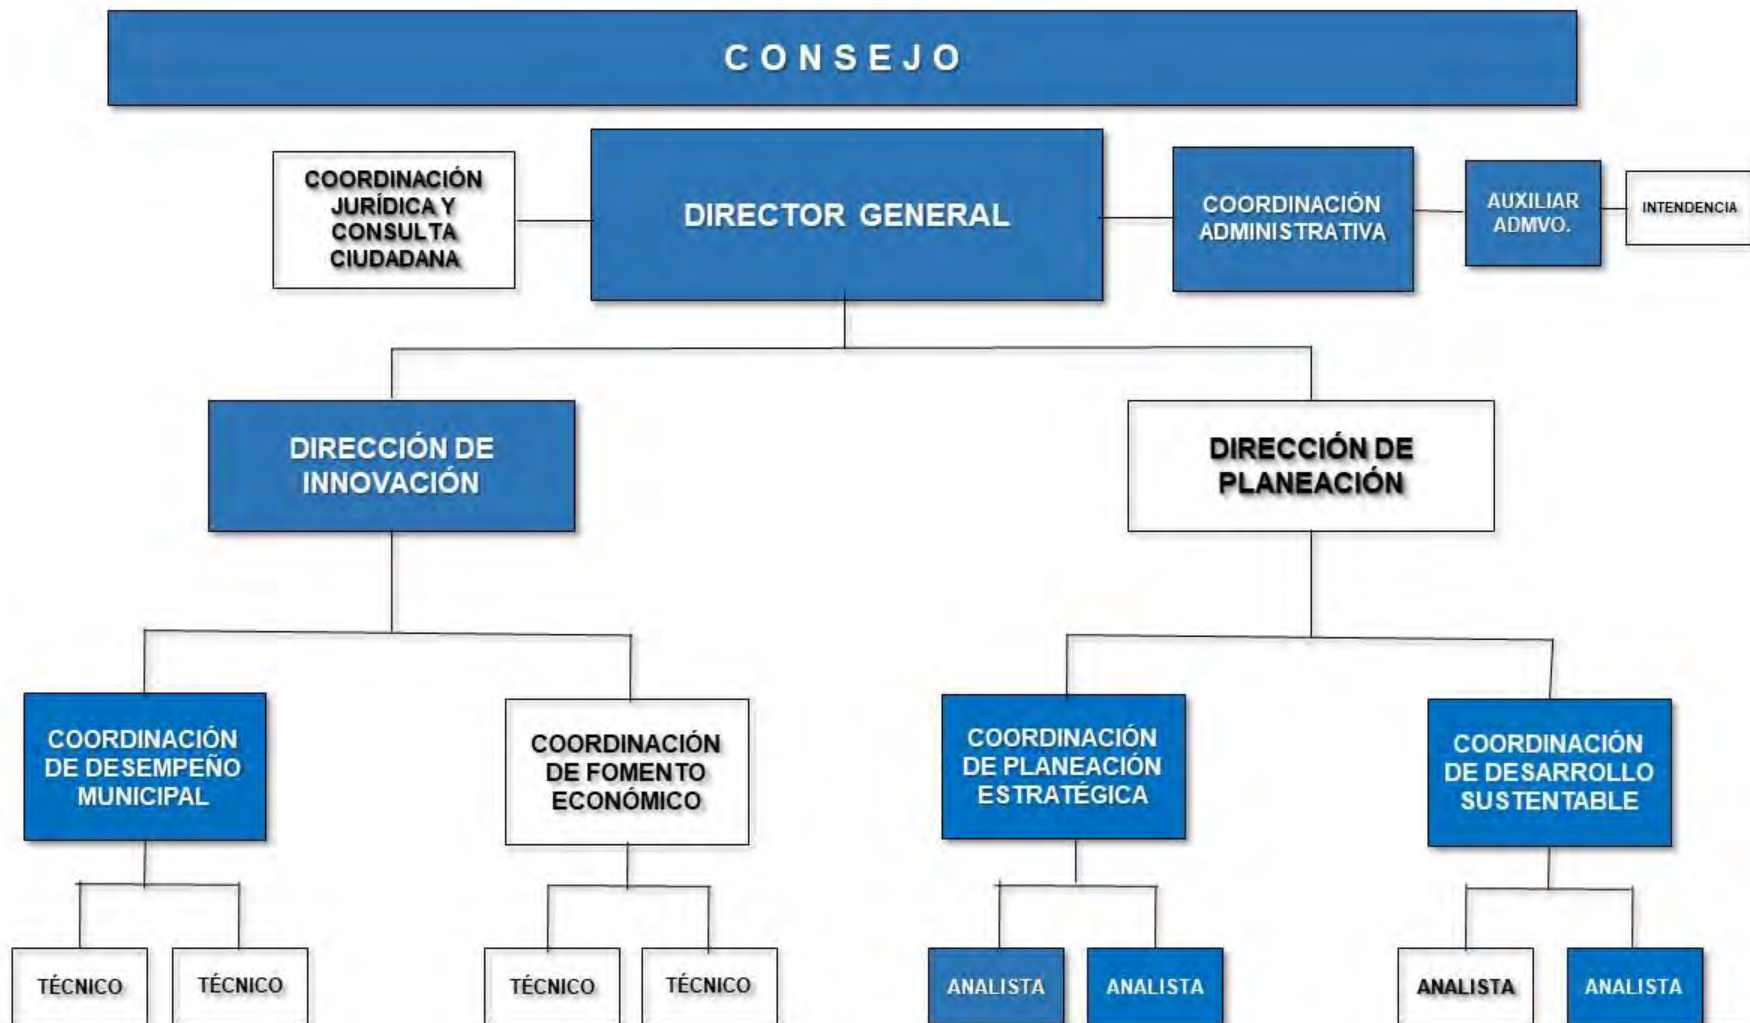 CONSEJO
COORDINACIÓN
JURÍDICA Y
CONSULTA
CIUDADANA
DIRECTOR GENERAL
COORDINACIÓN
ADMINISTRATIVA
AUXILIAR
ADMVO.
INTENDENCIA
DIRECCIÓN DE
INNOVACIÓN
DIRECCIÓN DE
PLANEACIÓN
COORDINACIÓN
DE DESEMPEÑO
MUNICIPAL
COORDINACIÓN
DE FOMENTO
ECONÓMICO
COORDINACIÓN
DE PLANEACIÓN
ESTRATÉGICA
COORDINACIÓN
DE DESARROLLO
SUSTENTABLE
TÉCNICO
TÉCNICO
TÉCNICO
TÉCNICO
ANALISTA
ANALISTA
ANALISTA
ANALISTA